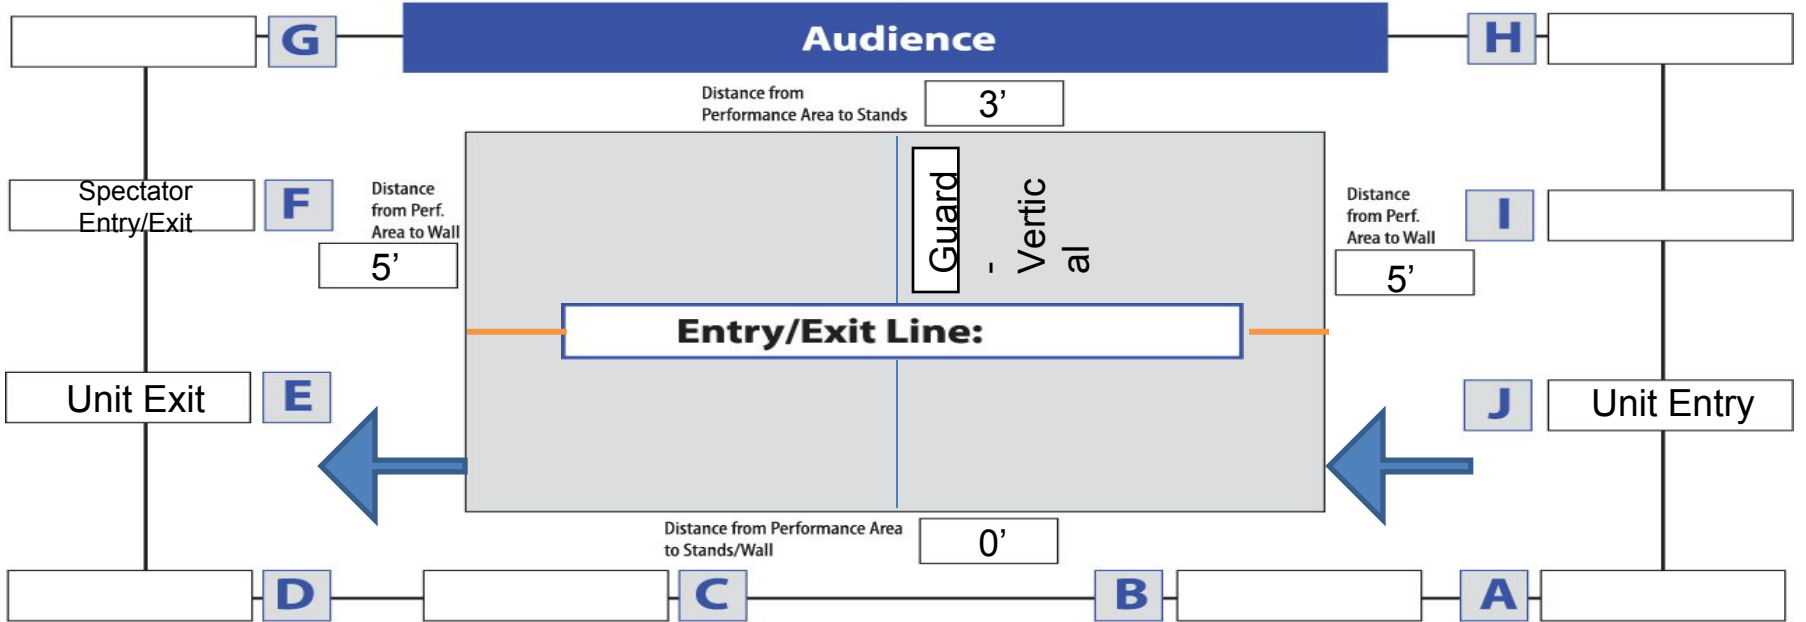 G
Audience
H
Distance from
Performance Area to Stands
3’
Spectator
Entry/Exit
F
Distance
from Perf.
Area to Wall
5’
Guard
-
Vertic
al
Distance
from Perf.
Area to Wall
5’
I
Entry/Exit Line:
Unit Exit
E
J
Unit Entry
Distance from Performance Area
to Stands/Wall
0’
D
C
B
A